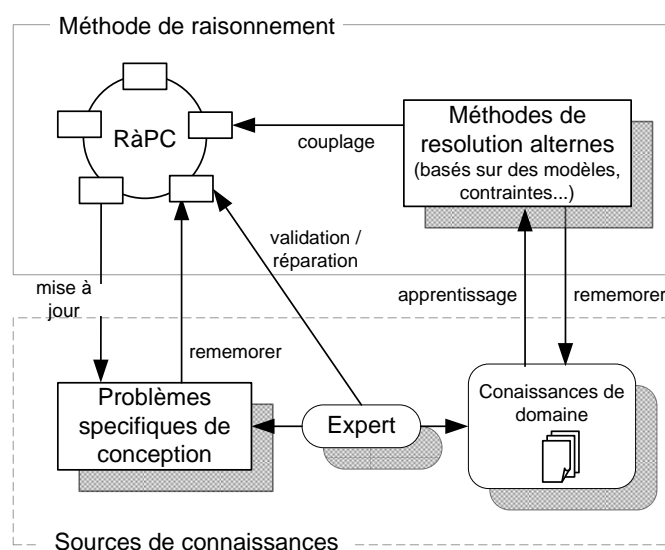 Méthode de raisonnement
RàPC
couplage
Méthodes de
resolution alternes
(basés sur des modèles,
contraintes...)
validation /
réparation
mise à
jour
apprentissage
rememorer
rememorer
Problèmes
specifiques de
conception
Expert
Conaissances de
domaine
Sources de connaissances